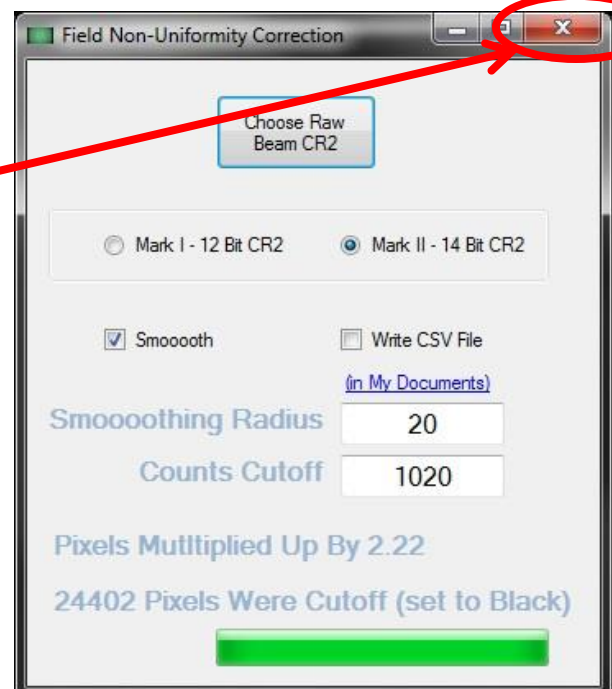 Field Non-Uniformity Correction
Choose Raw
Beam CR2
Mark I - 12 Bit CR2
Mark II - 14 Bit CR2
Smooooth
Write CSV File
(in My Documents)
Smoooothing Radius
20
Counts Cutoff
1020
Pixels Mutltiplied Up By 2.22
24402 Pixels Were Cutoff (set to Black)